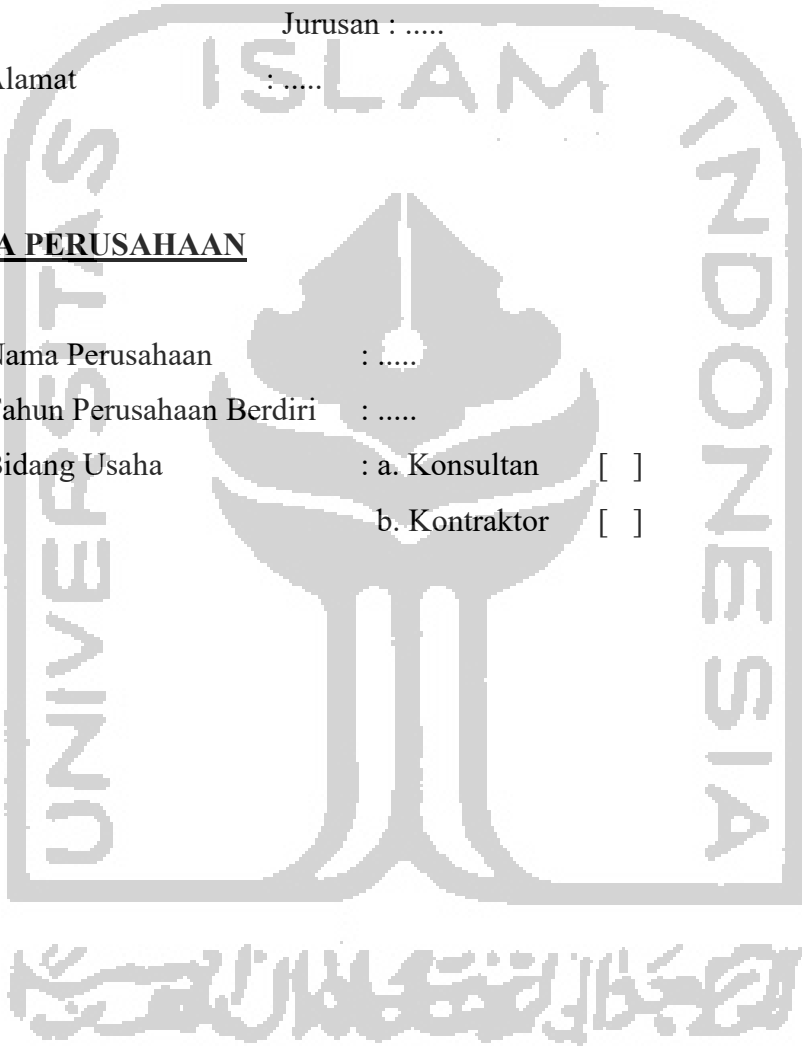 Jurusan : .....
Alamat : .....
A PERUSAHAAN
Nama Perusahaan : .....
Tahun Perusahaan Berdiri : .....
Bidang Usaha : a. Konsultan [ ]
b. Kontraktor [ ]
UNIVERSITAS ISLAM INDONESIA